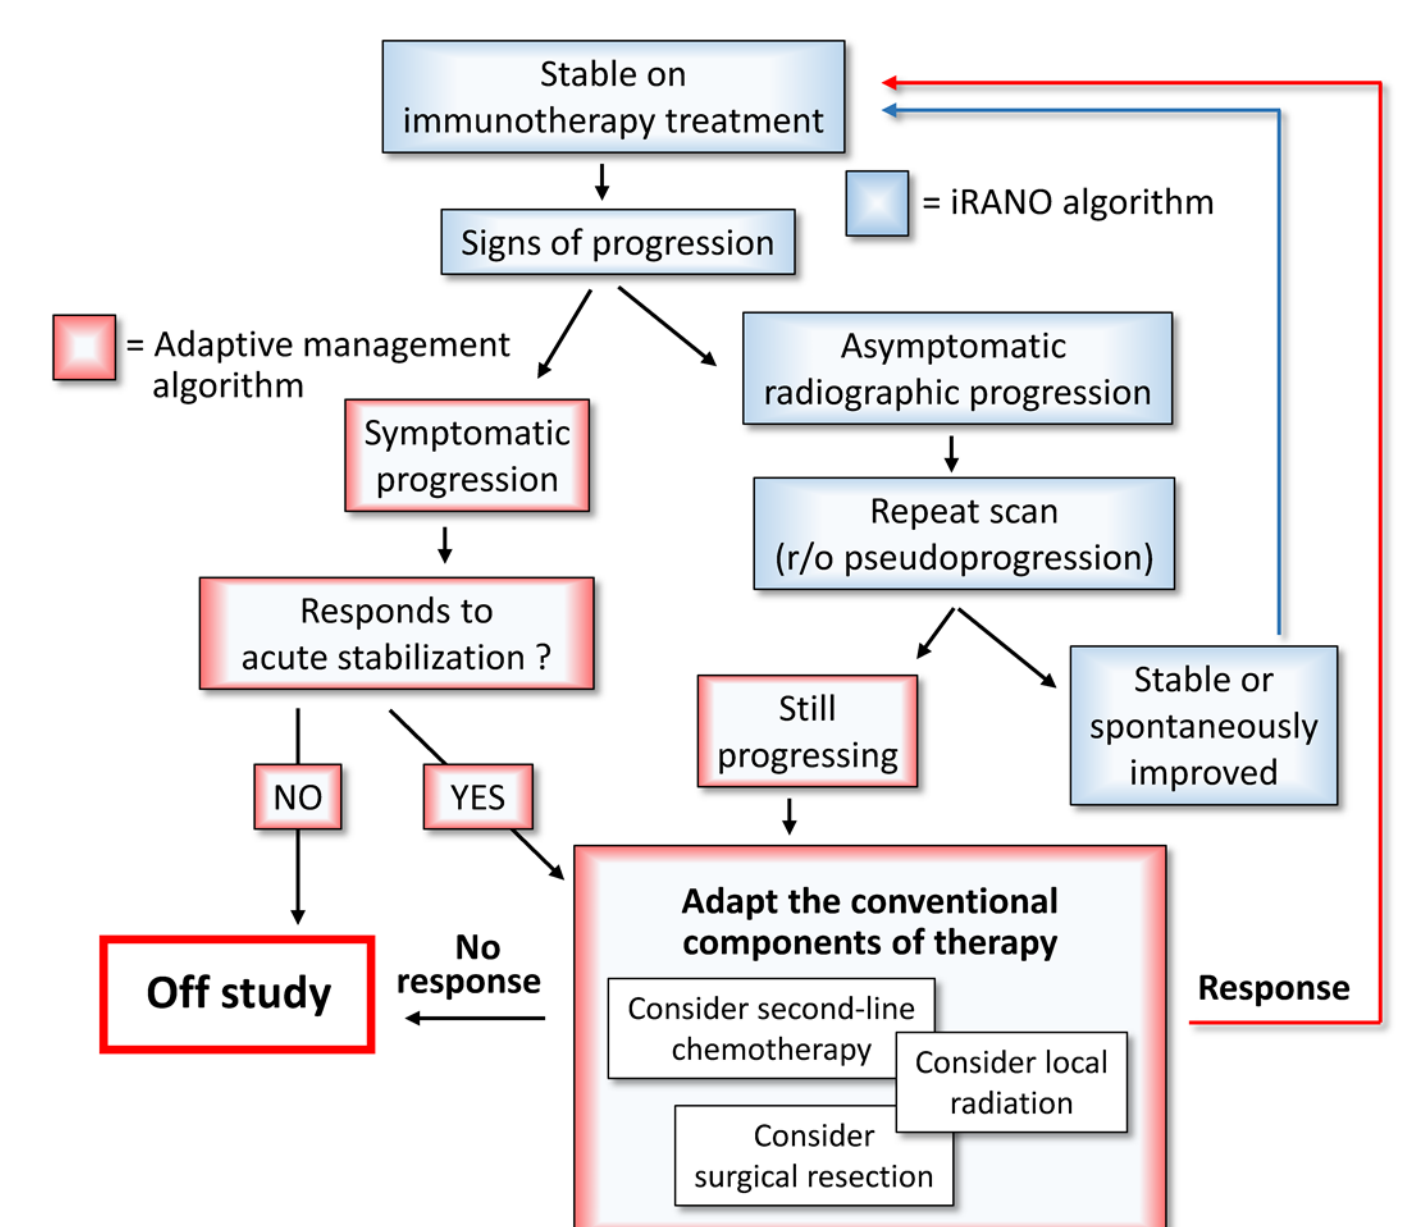 Stable on
immunotherapy treatment
= iRANO algorithm
Signs of progression
= Adaptive management
algorithm
Asymptomatic
radiographic progression
Symptomatic
progression
Repeat scan
(r/o pseudoprogression)
Responds to
acute stabilization ?
Still
progressing
Stable or
spontaneously
improved
NO
YES
Adapt the conventional
components of therapy
Off study
No
response
Response
Consider second-line
chemotherapy
Consider local
radiation
Consider
surgical resection